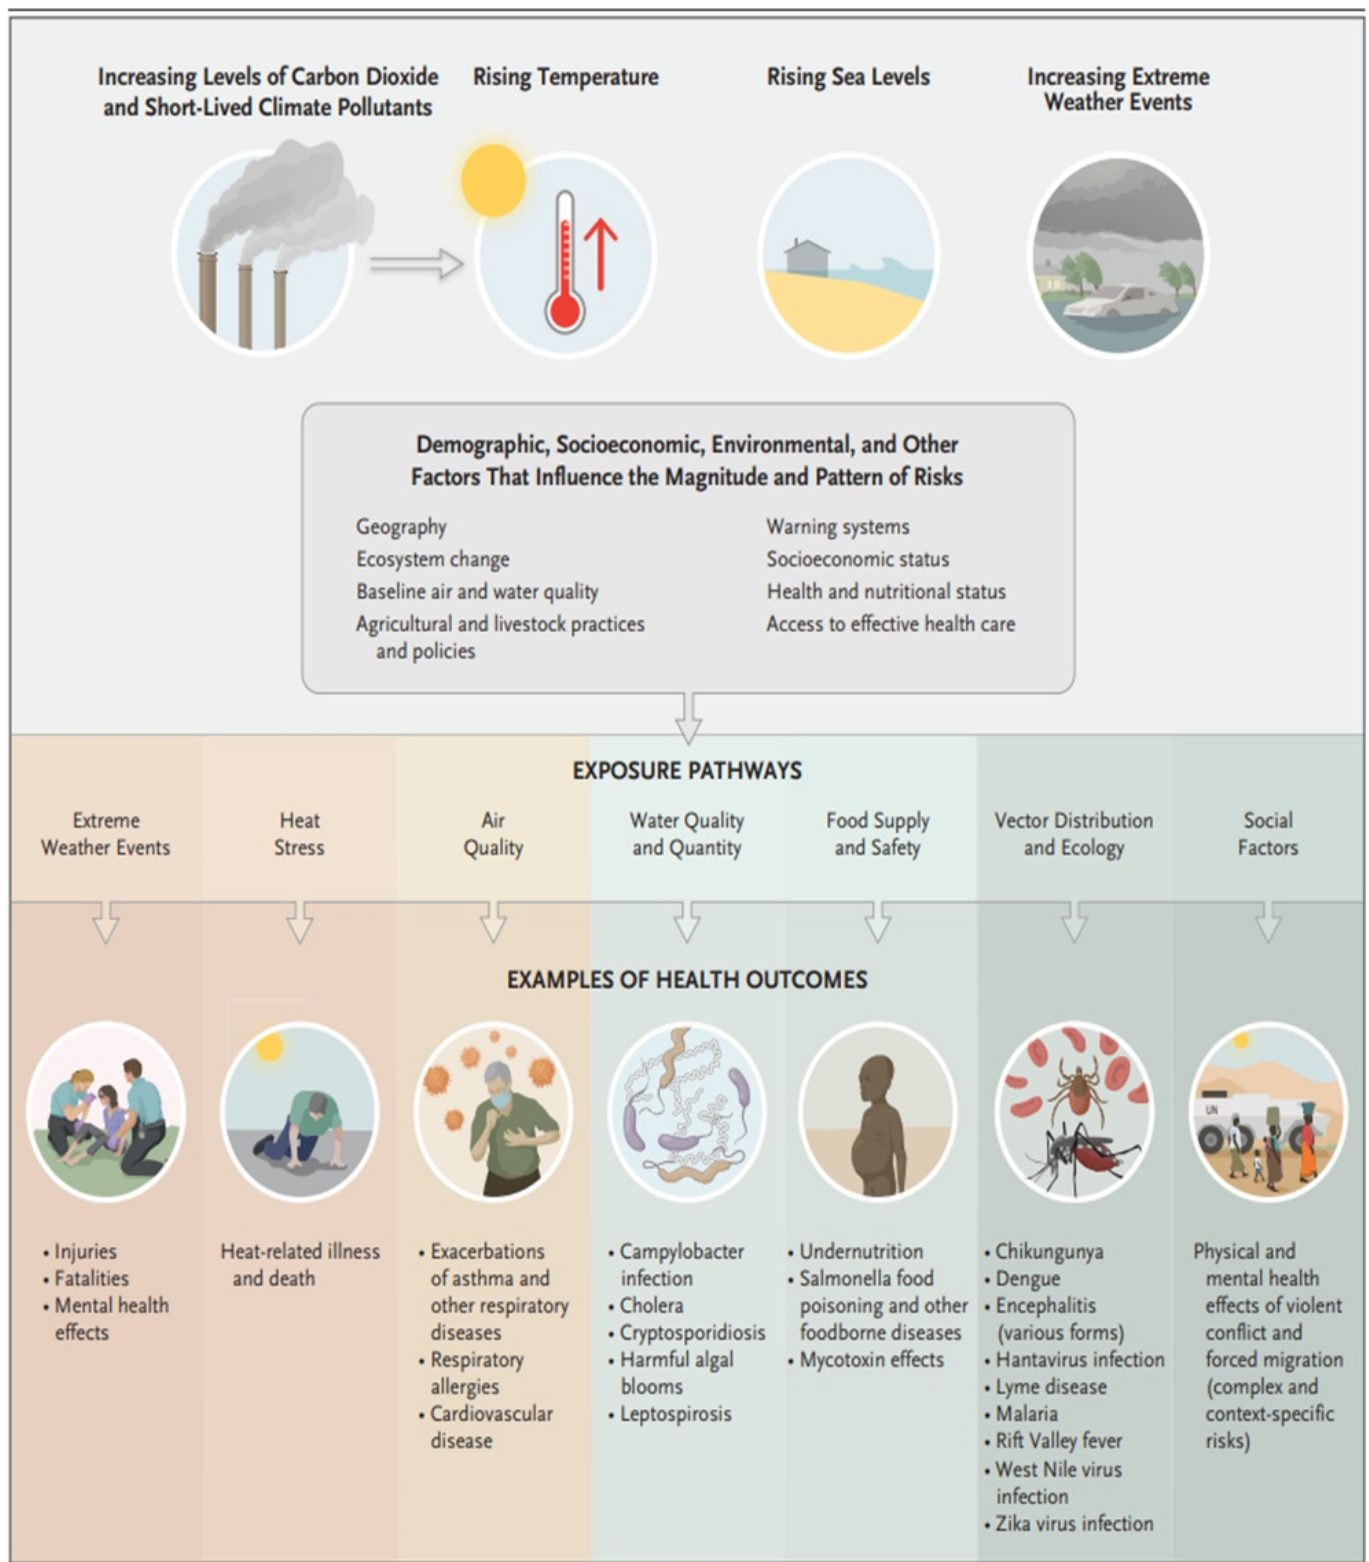 Increasing Levels of Carbon Dioxide
and Short-Lived Climate Pollutants
Rising Temperature
Rising Sea Levels
Increasing Extreme
Weather Events
Demographic, Socioeconomic, Environmental, and Other
Factors That Influence the Magnitude and Pattern of Risks
Geography
Ecosystem change
Baseline air and water quality
Agricultural and livestock practices
and policies
Warning systems
Socioeconomic status
Health and nutritional status
Access to effective health care
EXPOSURE PATHWAYS
Extreme
Weather Events
Heat
Stress
Air
Quality
Water Quality
and Quantity
Food Supply
and Safety
Vector Distribution
and Ecology
Social
Factors
EXAMPLES OF HEALTH OUTCOMES
UN
• Injuries
• Fatalities
• Mental health
effects
Heat-related illness
and death
• Exacerbations
of asthma and
other respiratory
diseases
• Respiratory
allergies
• Cardiovascular
disease
• Campylobacter
infection
• Cholera
• Cryptosporidiosis
• Harmful algal
blooms
• Leptospirosis
• Undernutrition
• Salmonella food
poisoning and other
foodborne diseases
• Mycotoxin effects
• Chikungunya
• Dengue
• Encephalitis
(various forms)
• Hantavirus infection
• Lyme disease
• Malaria
• Rift Valley fever
• West Nile virus
infection
• Zika virus infection
Physical and
mental health
effects of violent
conflict and
forced migration
(complex and
context-specific
risks)